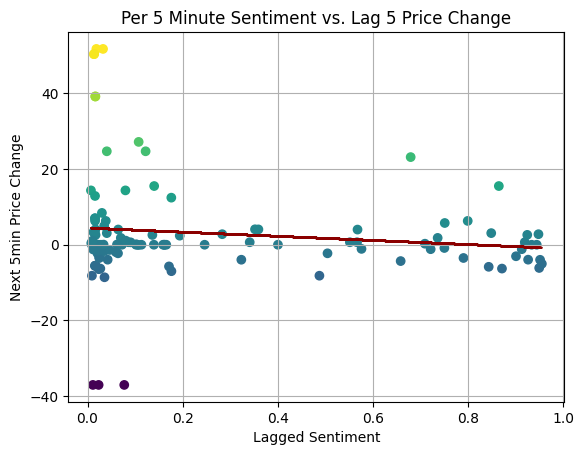 Per 5 Minute Sentiment vs. Lag 5 Price Change
Next 5min Price Change
40
20
0
−20
−40
0.0 0.2 0.4 0.6 0.8 1.0
Lagged Sentiment